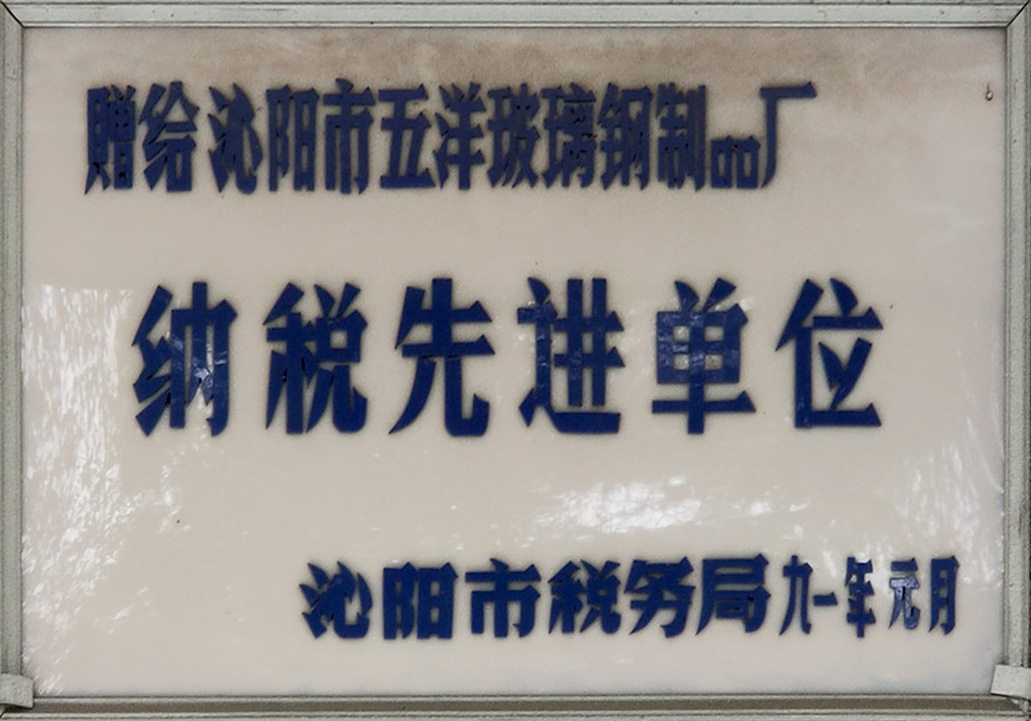 赠给沁阳市五洋玻璃钢制品厂
纳税先进单位
沁阳市税务局九一年元月